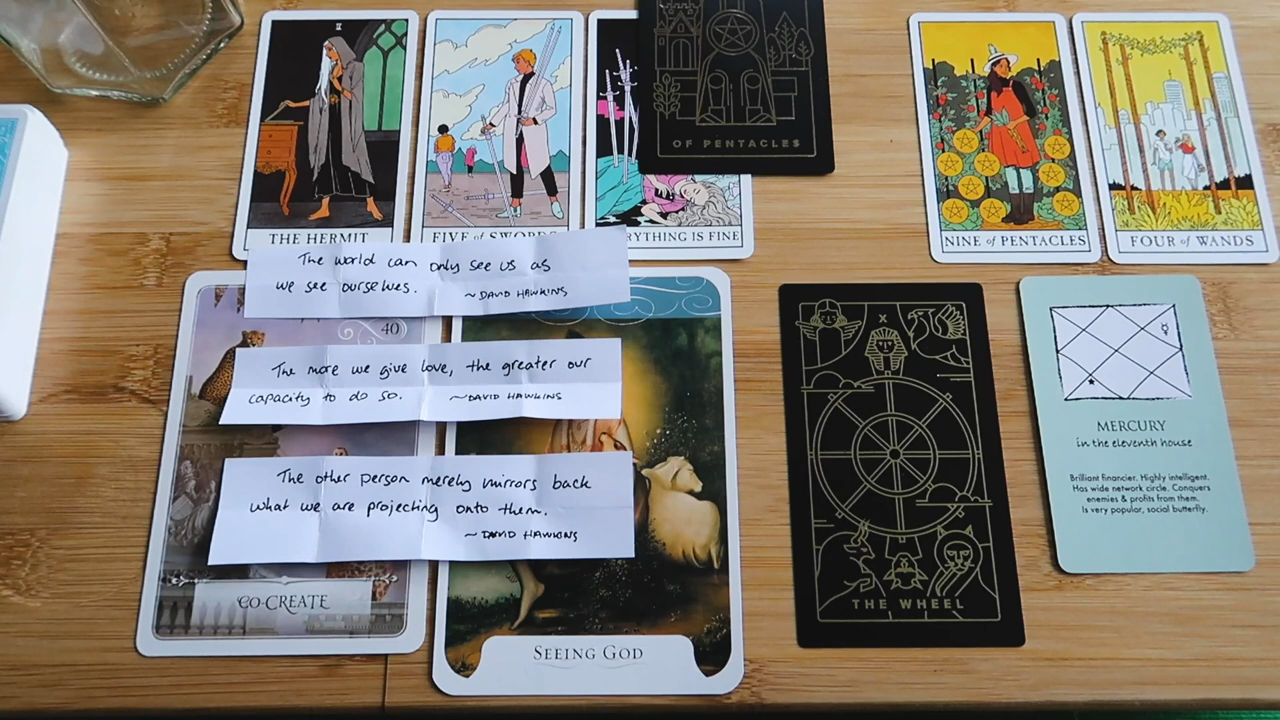 II
THE HERMIT
FIVE of SWORDS
RYTHING IS FINE
OF PENTACLES
NINE of PENTACLES
FOUR of WANDS
The world can only see us as
we see ourselves.
~DAVID HAWKINS
40
The more we give love, the greater our
capacity to do so. ~DAVID HAWKINS
The other person merely mirrors back
what we are projecting onto them.
~DAVID HAWKINS
CO-CREATE
SEEING GOD
X
THE WHEEL
MERCURY
in the eleventh house
Brilliant financier. Highly intelligent.
Has wide network circle. Conquers
enemies & profits from them.
Is very popular, social butterfly.